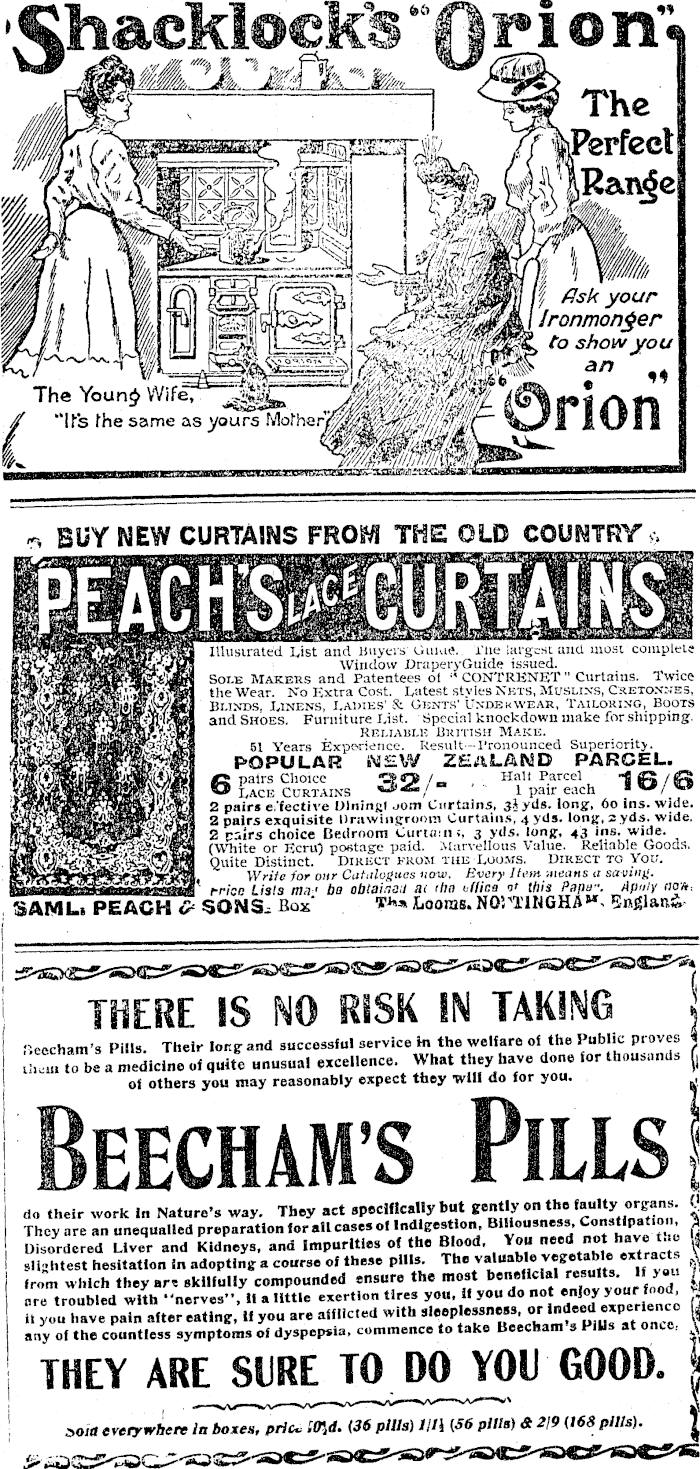 Shacklock's "Orion".
The
Perfect
Range
Ask your
Ironmonger
to show you
an
"Orion"
The Young Wife,
"It's the same as yours Mother"
BUY NEW CURTAINS FROM THE OLD COUNTRY
PEACH'S LACE CURTAINS
Illustrated List and Buyers' Guide. The largest and most complete
Window Drapery Guide issued.
SOLE MAKERS and Patentees of "CONTRENET" Curtains. Twice
the Wear. No Extra Cost. Latest styles NETS, MUSLINS, CRETONNES,
BLINDS, LINENS, LADIES' & GENTS' UNDERWEAR, TAILORING, BOOTS
and SHOES. Furniture List. Special knockdown make for shipping.
RELIABLE BRITISH MAKE.
51 Years Experience. Result—Pronounced Superiority.
POPULAR NEW ZEALAND PARCEL.
6 pairs Choice LACE CURTAINS 32/- Half Parcel 1 pair each 16/6
2 pairs effective Diningroom Curtains, 3½ yds. long, 60 ins. wide.
2 pairs exquisite Drawingroom Curtains, 4 yds. long, 2 yds. wide.
2 pairs choice Bedroom Curtains, 3 yds. long, 43 ins. wide.
(White or Ecru) postage paid. Marvellous Value. Reliable Goods.
Quite Distinct. DIRECT FROM THE LOOMS. DIRECT TO YOU.
Write for our Catalogues now. Every Item means a saving.
Price Lists may be obtained at the office of this Paper. Apply now.
SAML. PEACH & SONS. Box The Looms. NOTTINGHAM, England.
THERE IS NO RISK IN TAKING
Beecham's Pills. Their long and successful service in the welfare of the Public proves
them to be a medicine of quite unusual excellence. What they have done for thousands
of others you may reasonably expect they will do for you.
BEECHAM'S PILLS
do their work in Nature's way. They act specifically but gently on the faulty organs.
They are an unequalled preparation for all cases of Indigestion, Biliousness, Constipation,
Disordered Liver and Kidneys, and Impurities of the Blood. You need not have the
slightest hesitation in adopting a course of these pills. The valuable vegetable extracts
from which they are skilfully compounded ensure the most beneficial results. If you
are troubled with "nerves", if a little exertion tires you, if you do not enjoy your food,
if you have pain after eating, if you are afflicted with sleeplessness, or indeed experience
any of the countless symptoms of dyspepsia, commence to take Beecham's Pills at once.
THEY ARE SURE TO DO YOU GOOD.
Sold everywhere in boxes, price (36 pills) 1/1½ (56 pills) & 2/9 (168 pills).